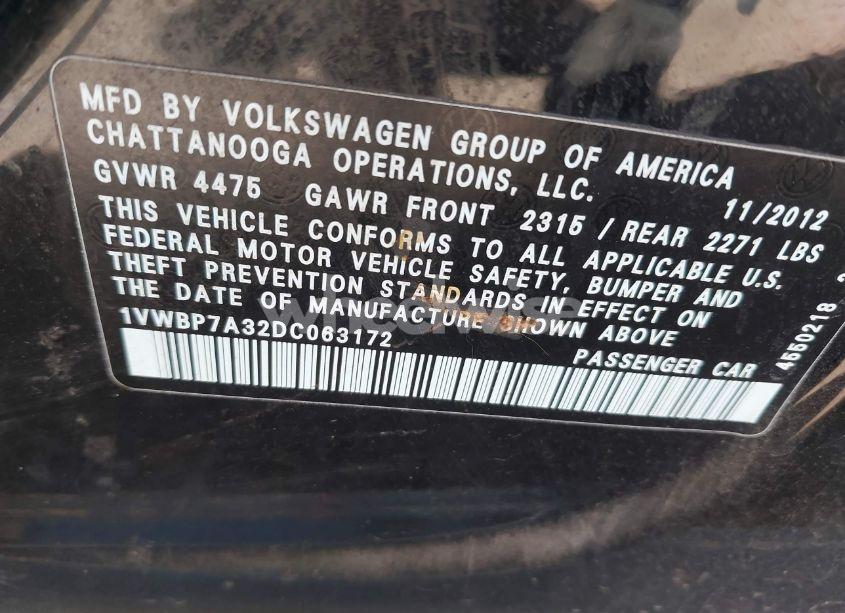 MFD BY VOLKSWAGEN GROUP OF AMERICA
CHATTANOOGA OPERATIONS, LLC.
11/2012
GVWR 4475 GAWR FRONT 2315 / REAR 2271 LBS
THIS VEHICLE CONFORMS TO ALL APPLICABLE U.S.
FEDERAL MOTOR VEHICLE SAFETY, BUMPER AND
THEFT PREVENTION STANDARDS IN EFFECT ON
THE DATE OF MANUFACTURE SHOWN ABOVE
1VWBP7A32DC063172
PASSENGER CAR
4550218